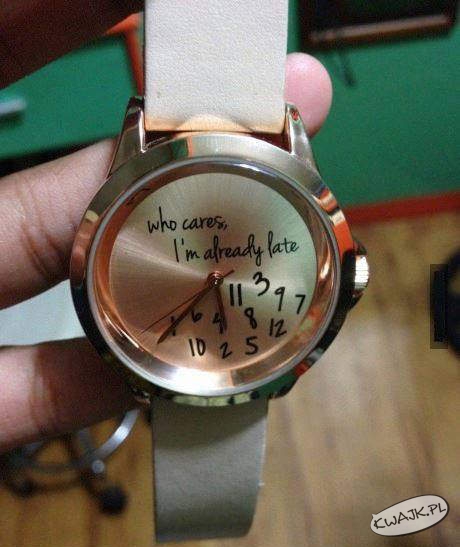 who cares,
I'm already late
11 3 9 7
1 6 4 8 12
10 2 5
KWAJK.PL